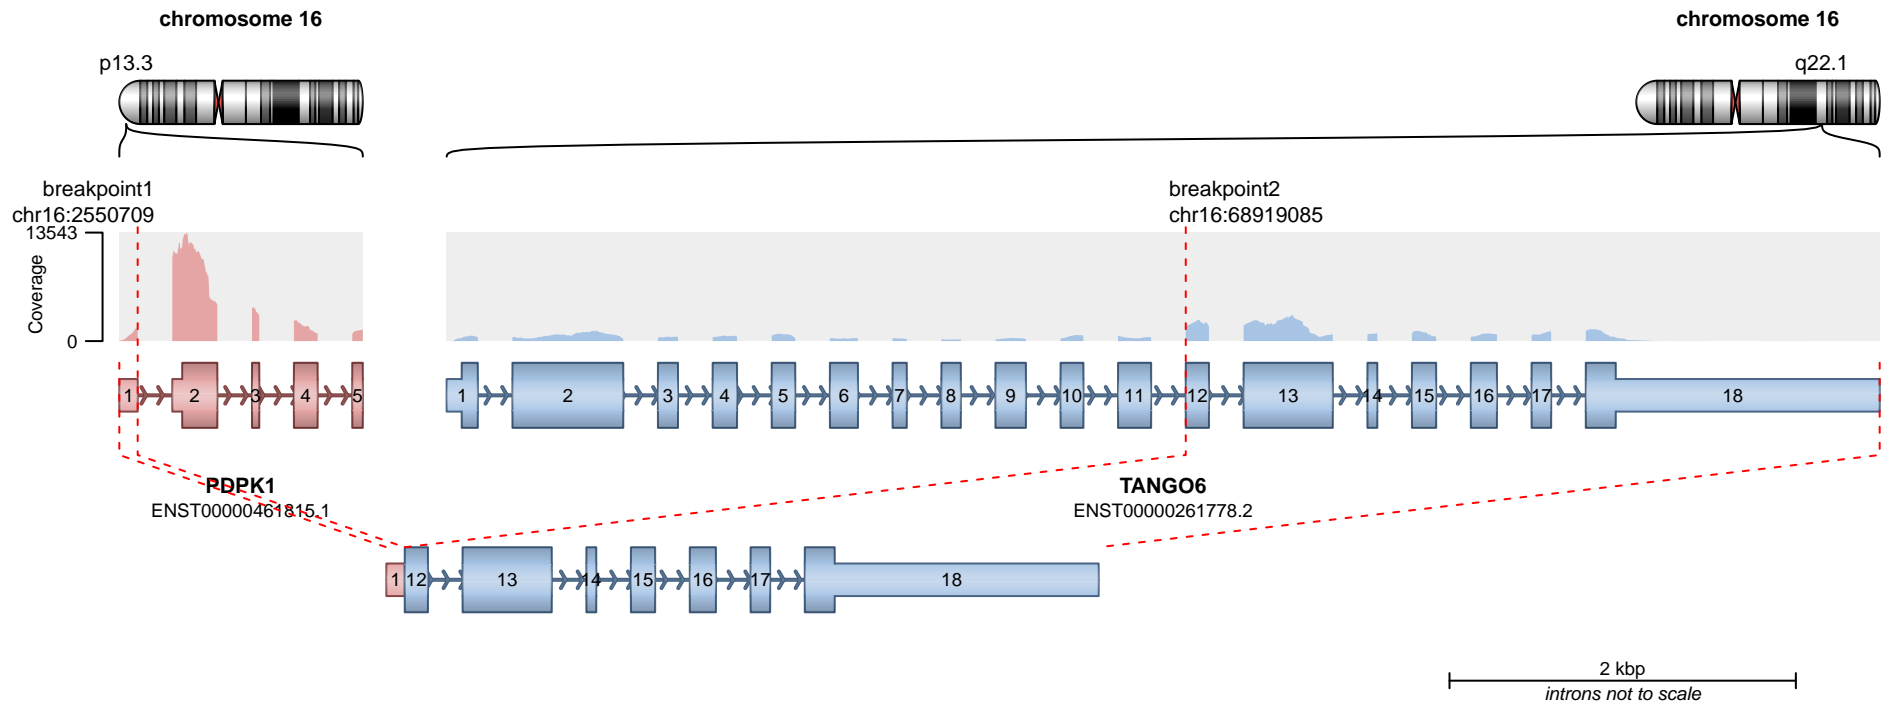 chromosome 16
chromosome 16
p13.3
q22.1
breakpoint1
chr16:2550709
breakpoint2
chr16:68919085
13543
Coverage
0
1 2 3 4 5
1 2 3 4 5 6 7 8 9 10 11 12 13 14 15 16 17 18
PDPK1
ENST00000461815.1
TANGO6
ENST00000261778.2
1 12 13 14 15 16 17 18
2 kbp
introns not to scale